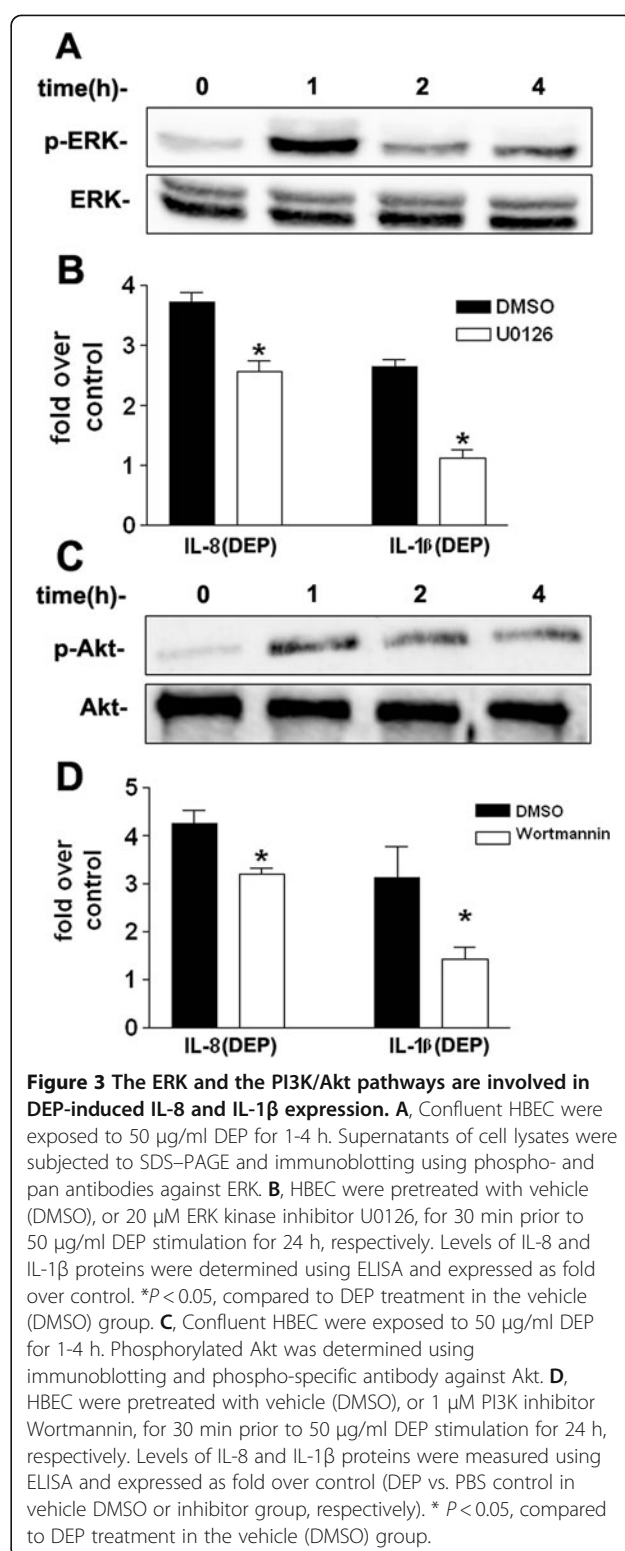 A
time(h)- 0 1 2 4
p-ERK-
ERK-
B
fold over
control
4
3
2
1
0
DMSO
U0126
*
*
IL-8(DEP) IL-1β(DEP)
C
time(h)- 0 1 2 4
p-Akt-
Akt-
D
fold over
control
5
4
3
2
1
0
DMSO
Wortmannin
*
*
IL-8(DEP) IL-1β(DEP)
Figure 3 The ERK and the PI3K/Akt pathways are involved in
DEP-induced IL-8 and IL-1β expression. A, Confluent HBEC were
exposed to 50 μg/ml DEP for 1-4 h. Supernatants of cell lysates were
subjected to SDS–PAGE and immunoblotting using phospho- and
pan antibodies against ERK. B, HBEC were pretreated with vehicle
(DMSO), or 20 μM ERK kinase inhibitor U0126, for 30 min prior to
50 μg/ml DEP stimulation for 24 h, respectively. Levels of IL-8 and
IL-1β proteins were determined using ELISA and expressed as fold
over control. *P < 0.05, compared to DEP treatment in the vehicle
(DMSO) group. C, Confluent HBEC were exposed to 50 μg/ml DEP
for 1-4 h. Phosphorylated Akt was determined using
immunoblotting and phospho-specific antibody against Akt. D,
HBEC were pretreated with vehicle (DMSO), or 1 μM PI3K inhibitor
Wortmannin, for 30 min prior to 50 μg/ml DEP stimulation for 24 h,
respectively. Levels of IL-8 and IL-1β proteins were measured using
ELISA and expressed as fold over control (DEP vs. PBS control in
vehicle DMSO or inhibitor group, respectively). * P < 0.05, compared
to DEP treatment in the vehicle (DMSO) group.